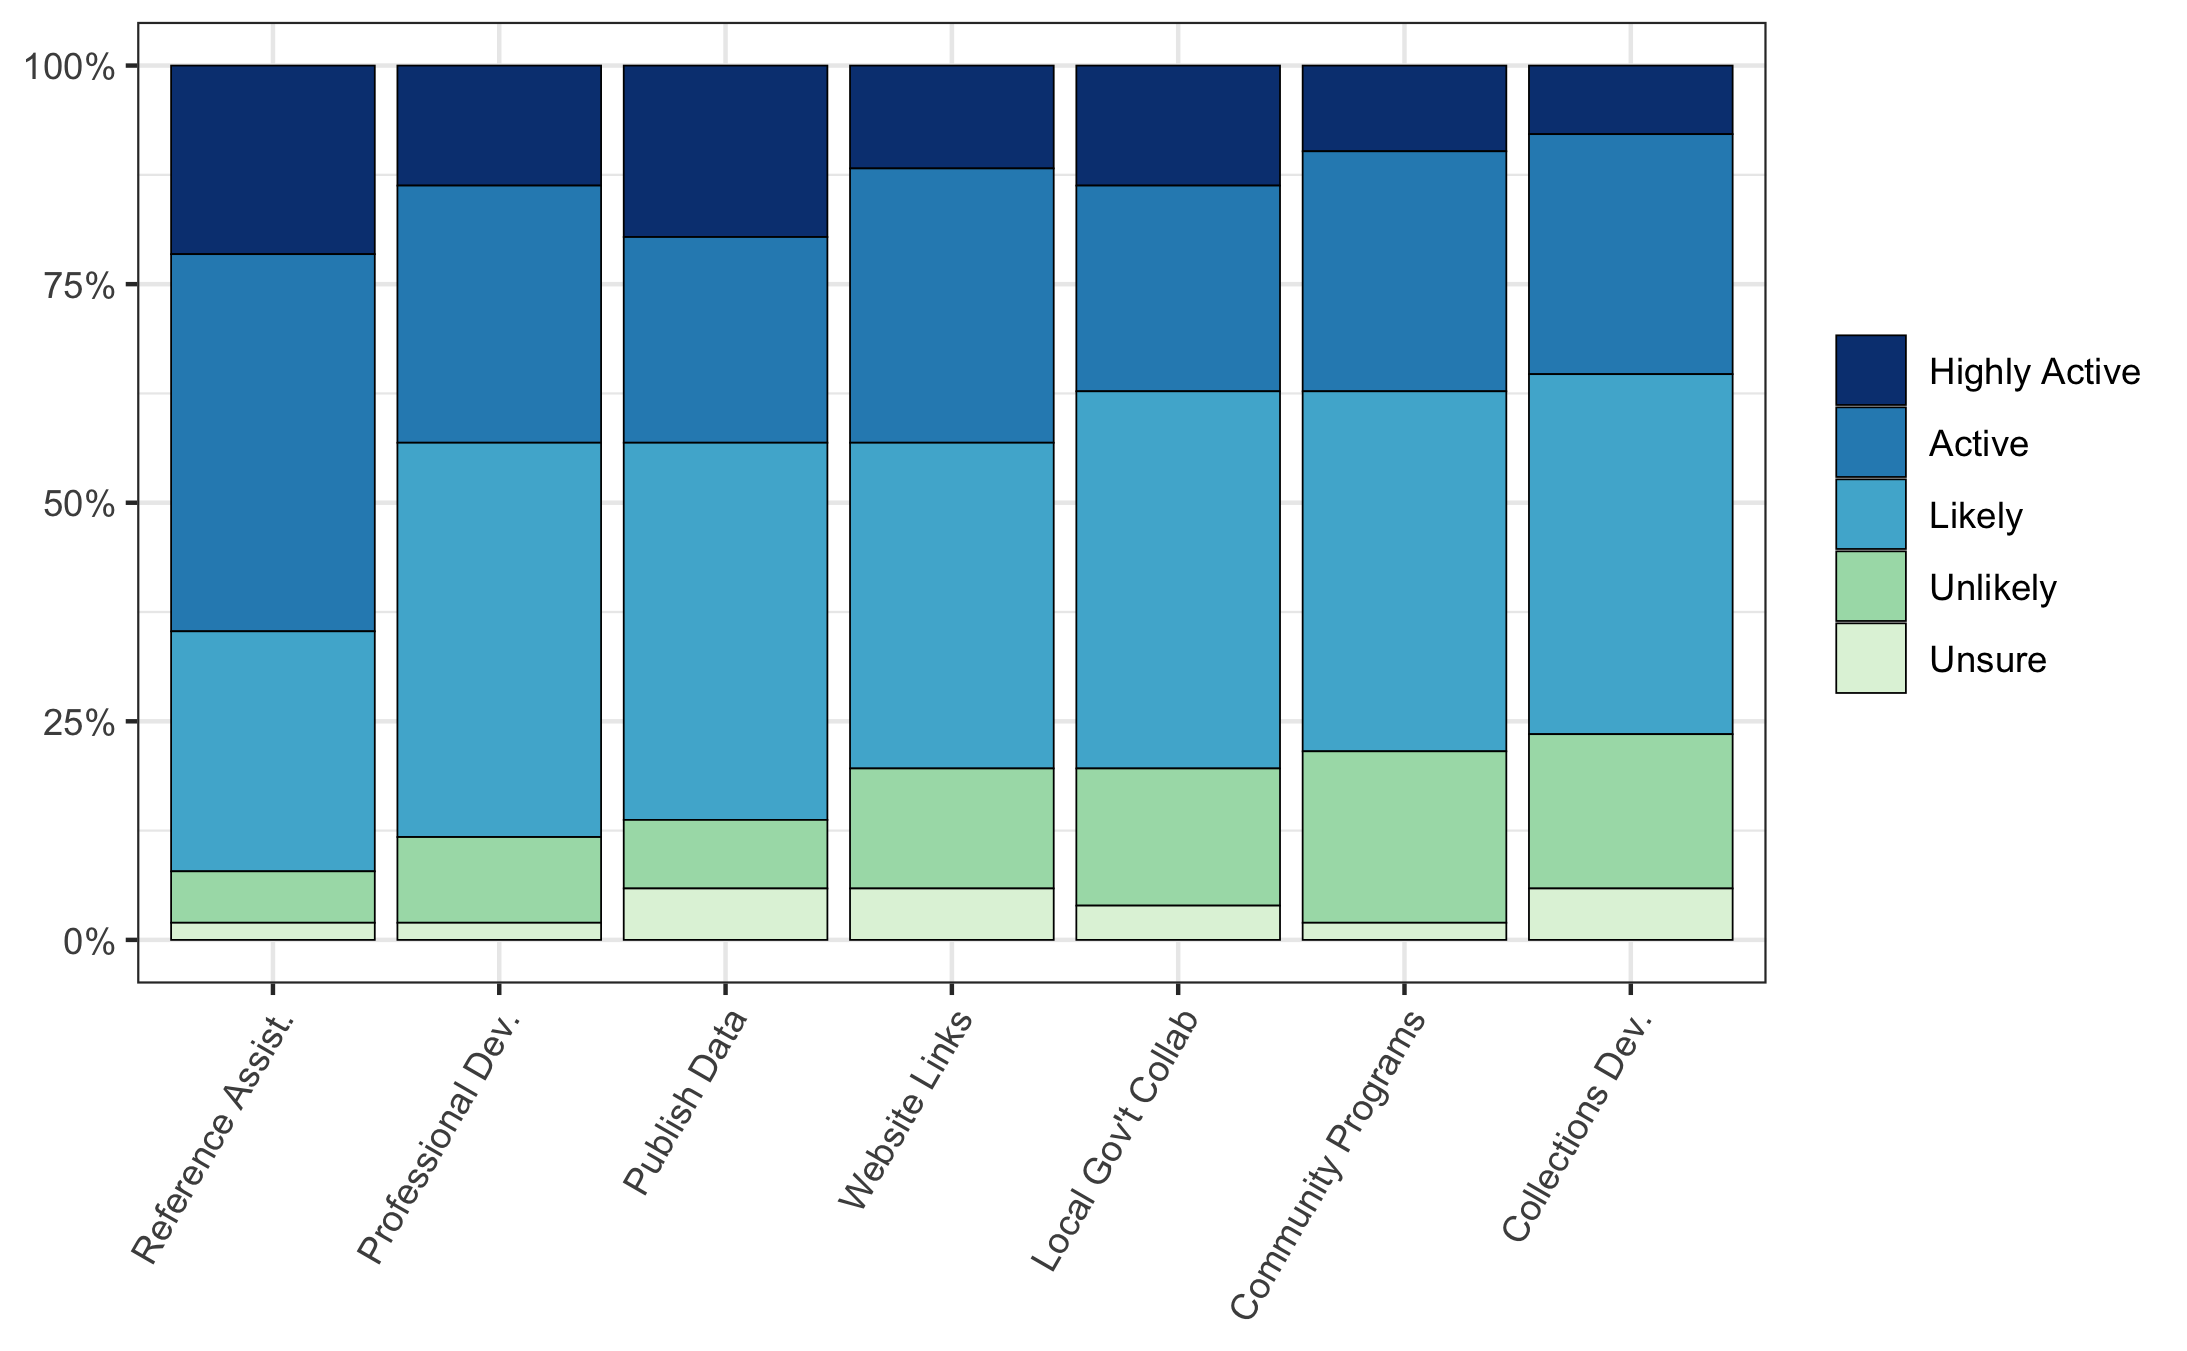 100%
75%
50%
25%
0%
Highly Active
Active
Likely
Unlikely
Unsure
Reference Assist.
Professional Dev.
Publish Data
Website Links
Local Gov't Collab
Community Programs
Collections Dev.